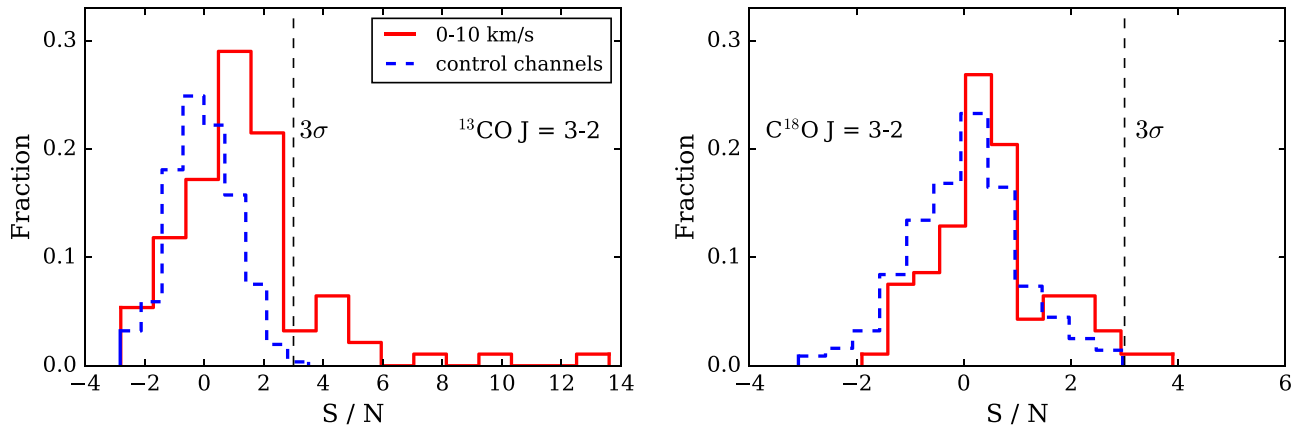 0-10 km/s
control channels
3σ
¹³CO J = 3-2
Fraction
0.3
0.2
0.1
0.0
−4
−2
0
2
4
6
8
10
12
14
S / N
C¹⁸O J = 3-2
3σ
Fraction
0.3
0.2
0.1
0.0
−4
−2
0
2
4
6
S / N